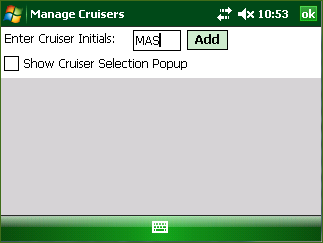 Manage Cruisers 10:53 ok
Enter Cruiser Initials: MAS Add
Show Cruiser Selection Popup